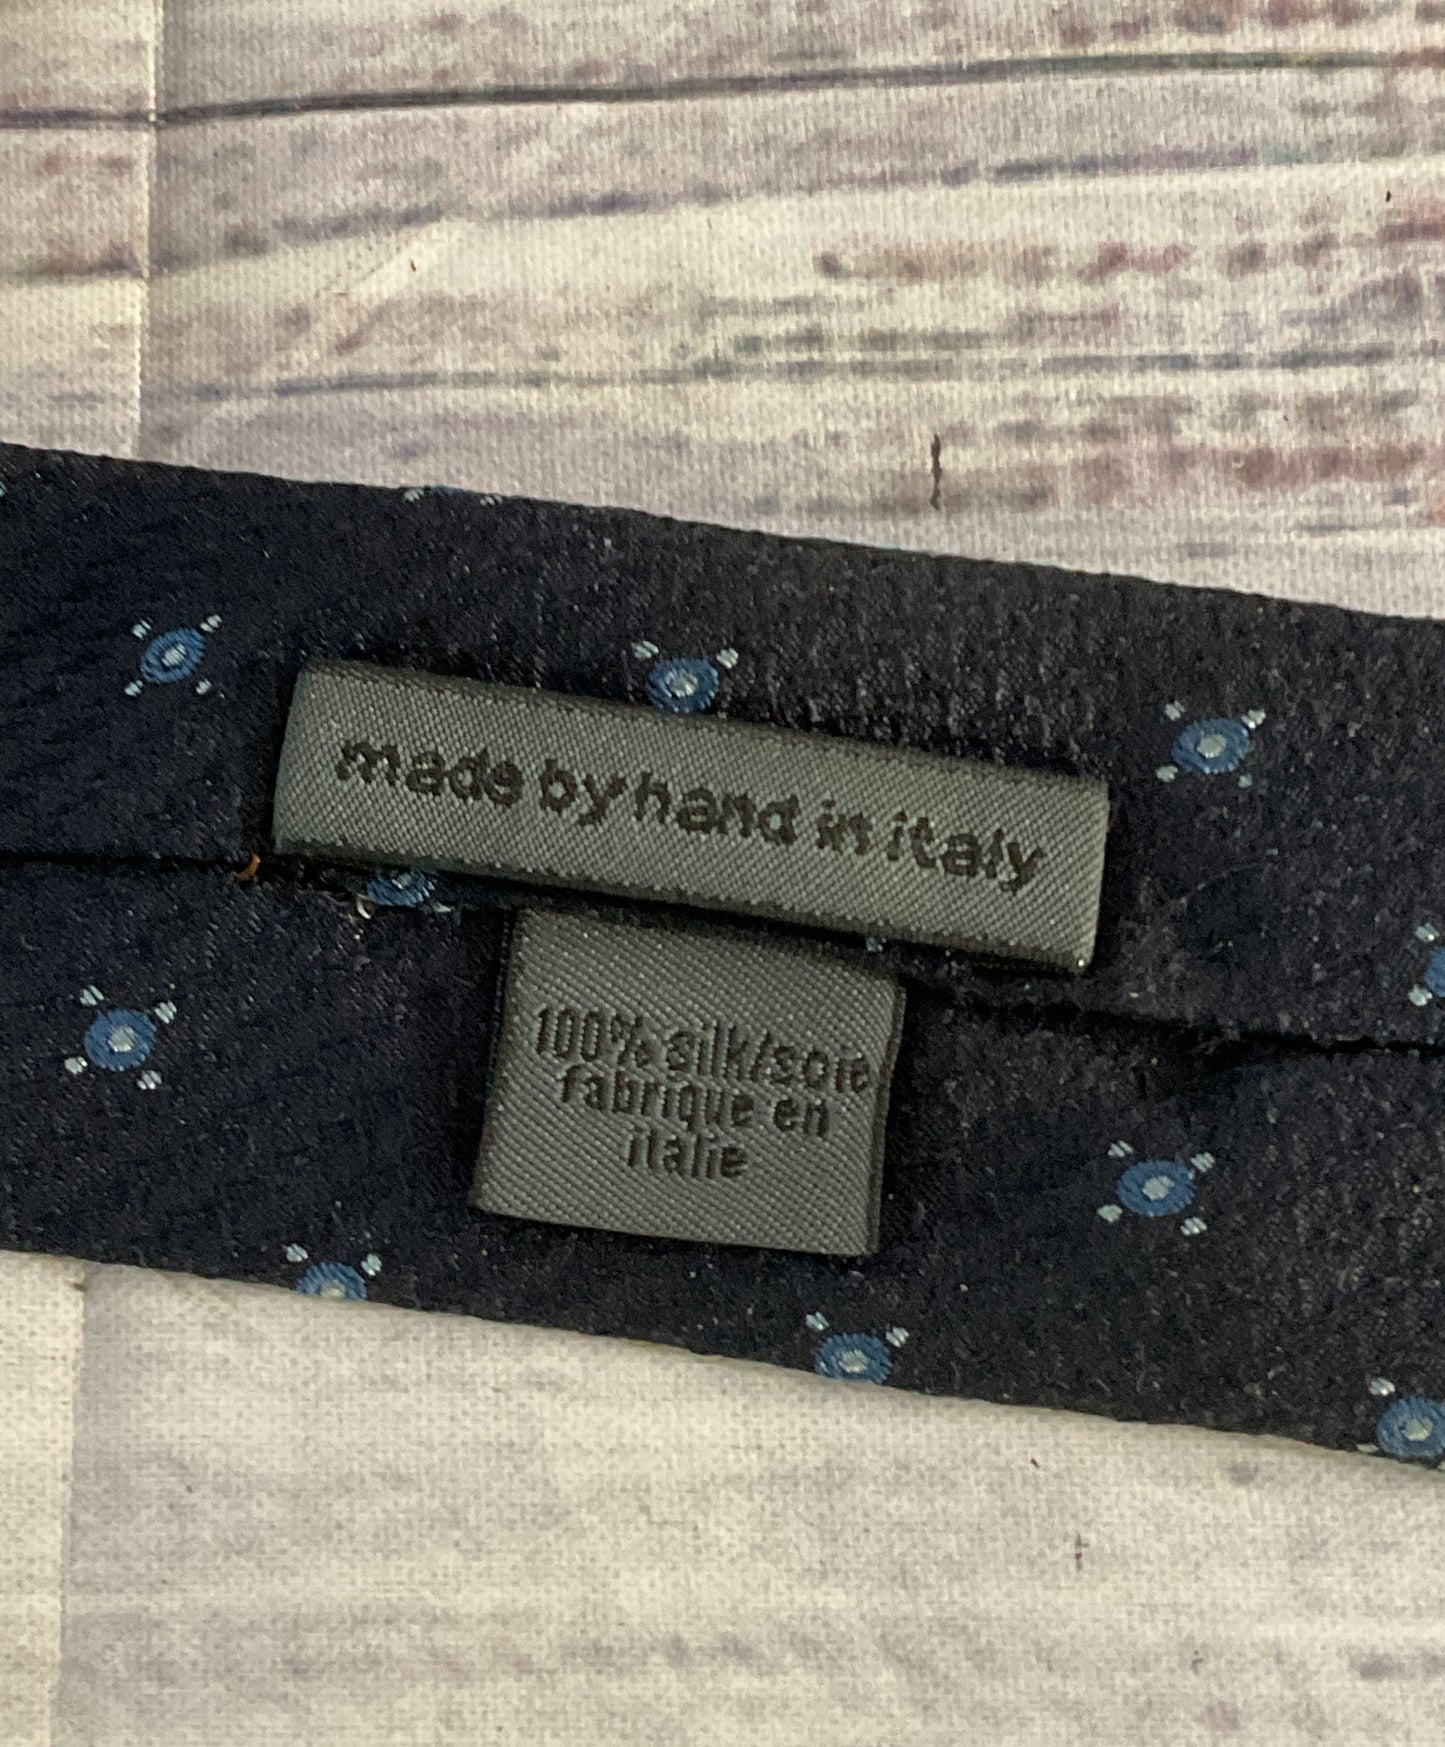 made by hand in italy
100% silk/soie
fabrique en
italie